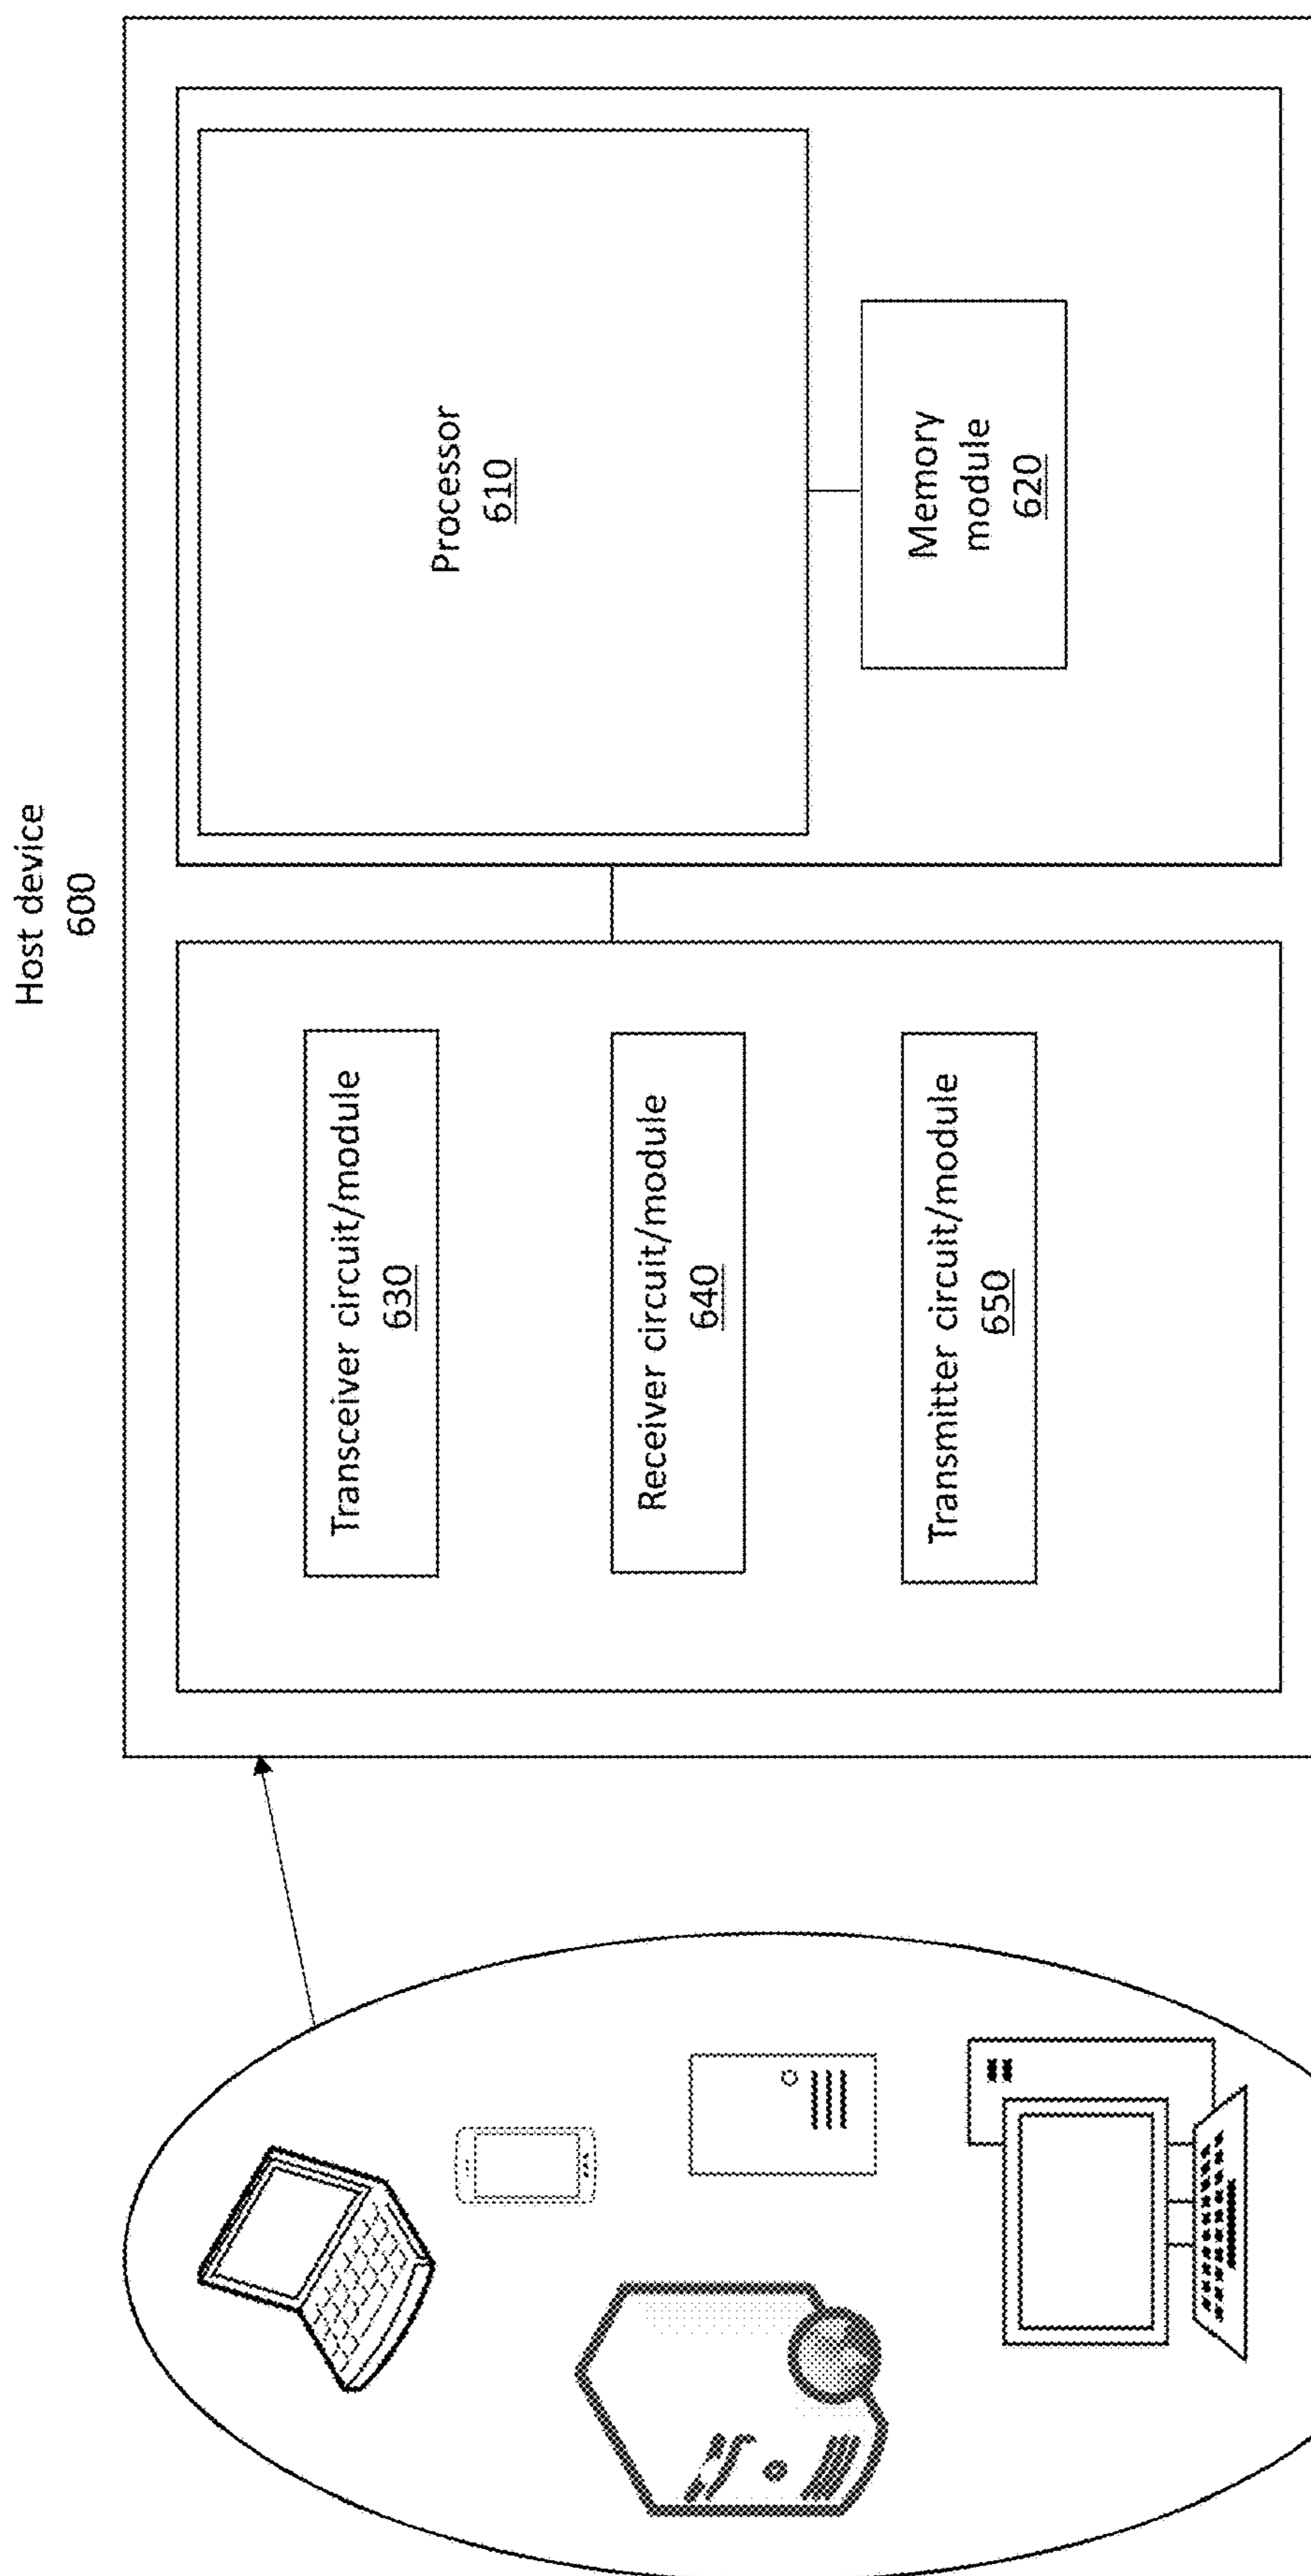 Host device
600
Transceiver circuit/module
630
Receiver circuit/module
640
Transmitter circuit/module
650
Processor
610
Memory
module
620